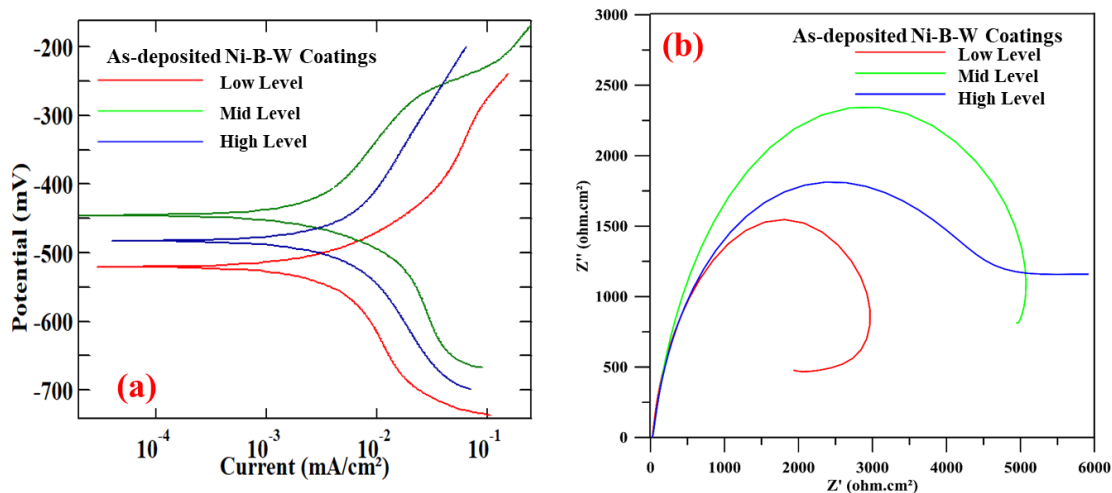 As-deposited Ni-B-W Coatings
Low Level
Mid Level
High Level
(a)
Potential (mV)
-200
-300
-400
-500
-600
-700
10⁻⁴
10⁻³
10⁻²
10⁻¹
Current (mA/cm²)
(b)
As-deposited Ni-B-W Coatings
Low Level
Mid Level
High Level
Z" (ohm.cm²)
3000
2500
2000
1500
1000
500
0
0
1000
2000
3000
4000
5000
6000
Z' (ohm.cm²)